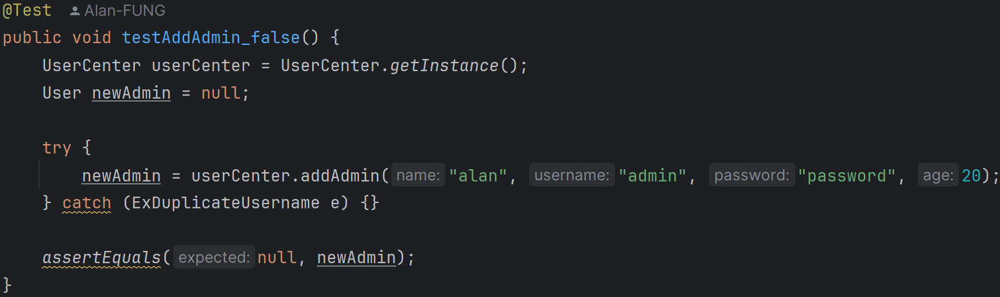 @Test Alan-FUNG
public void testAddAdmin_false() {
UserCenter userCenter = UserCenter.getInstance();
User newAdmin = null;
try {
newAdmin = userCenter.addAdmin( name: "alan", username: "admin", password: "password", age: 20);
} catch (ExDuplicateUsername e) {}
assertEquals( expected: null, newAdmin);
}